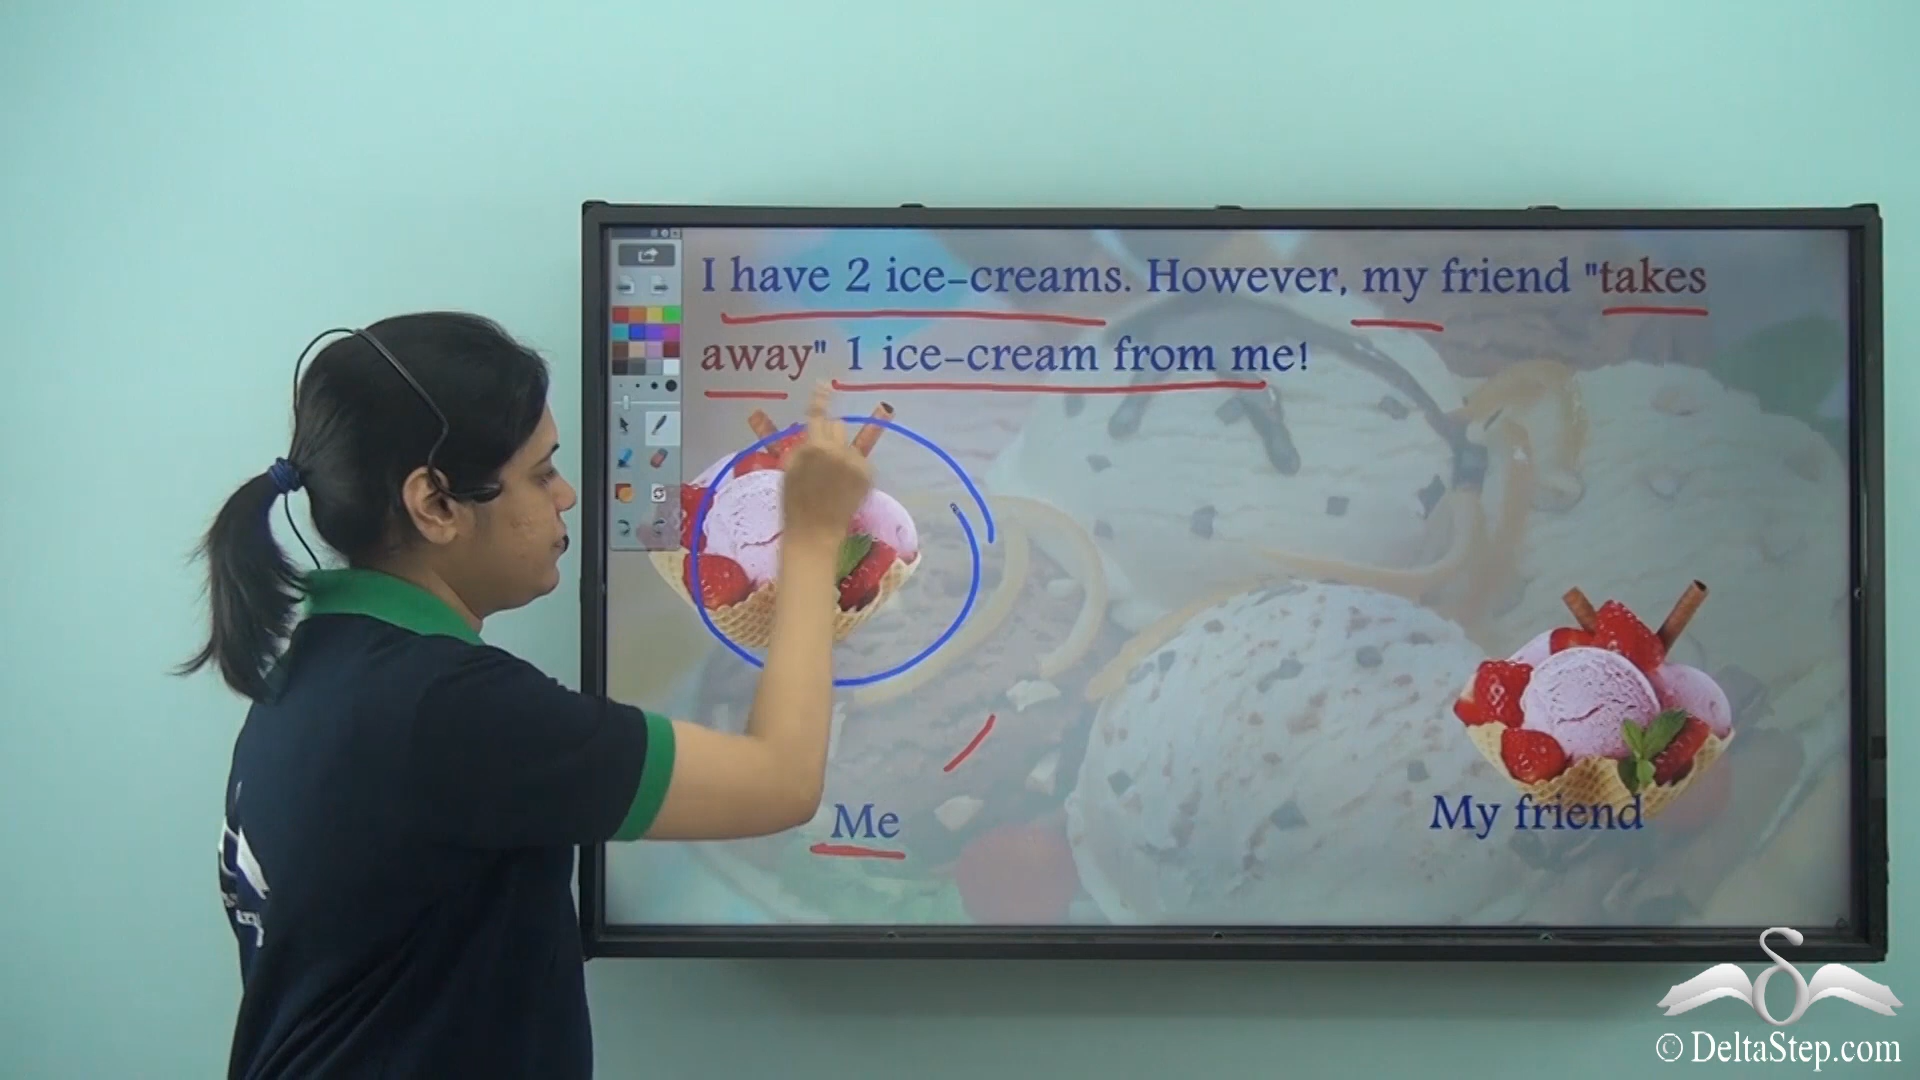 I have 2 ice-creams. However, my friend "takes
away" 1 ice-cream from me!
Me
My friend
© DeltaStep.com